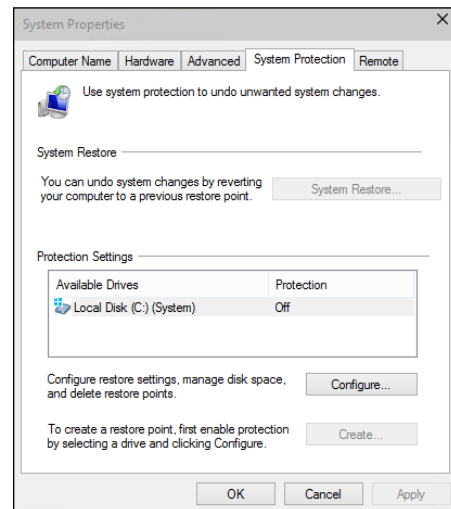 System Properties
Computer Name Hardware Advanced System Protection Remote
Use system protection to undo unwanted system changes.
System Restore
You can undo system changes by reverting
your computer to a previous restore point.
System Restore...
Protection Settings
Available Drives Protection
Local Disk (C:) (System) Off
Configure restore settings, manage disk space,
and delete restore points.
Configure...
To create a restore point, first enable protection
by selecting a drive and clicking Configure.
Create...
OK Cancel Apply